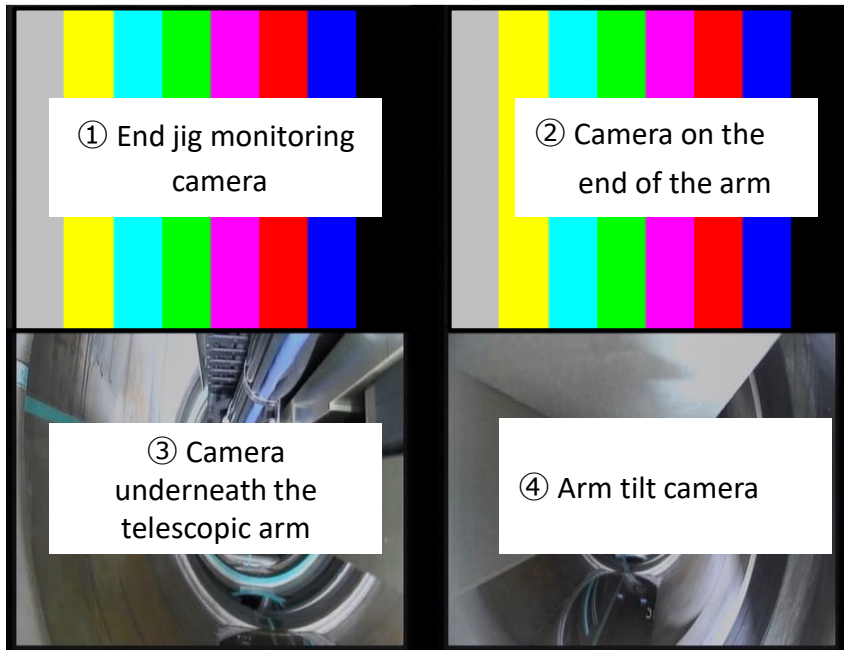 ① End jig monitoring
camera
② Camera on the
end of the arm
③ Camera
underneath the
telescopic arm
④ Arm tilt camera